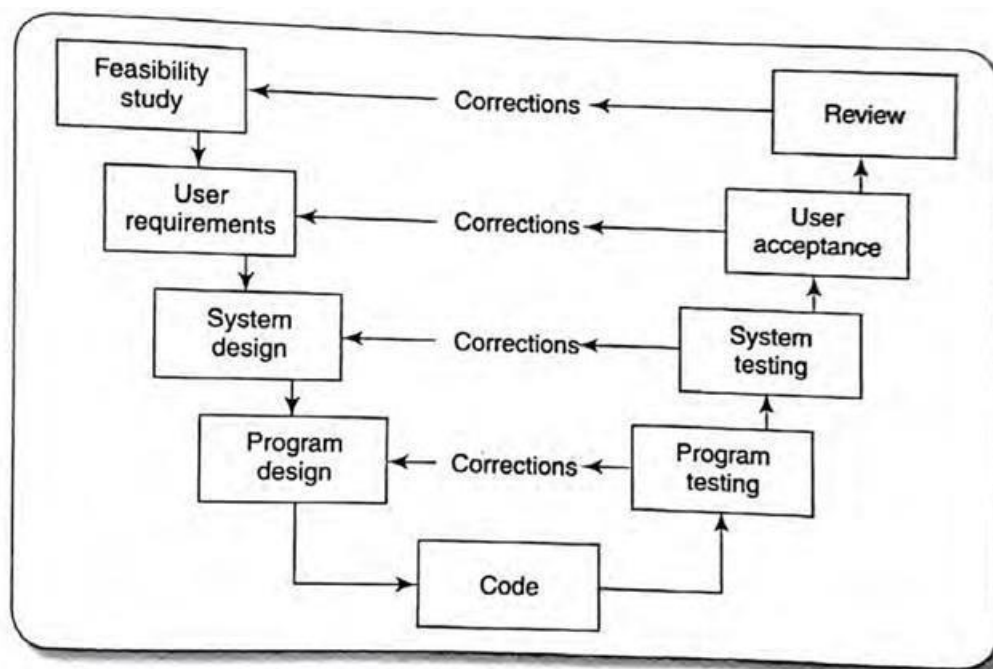 Feasibility
study
Corrections
Review
User
requirements
Corrections
User
acceptance
System
design
Corrections
System
testing
Program
design
Corrections
Program
testing
Code